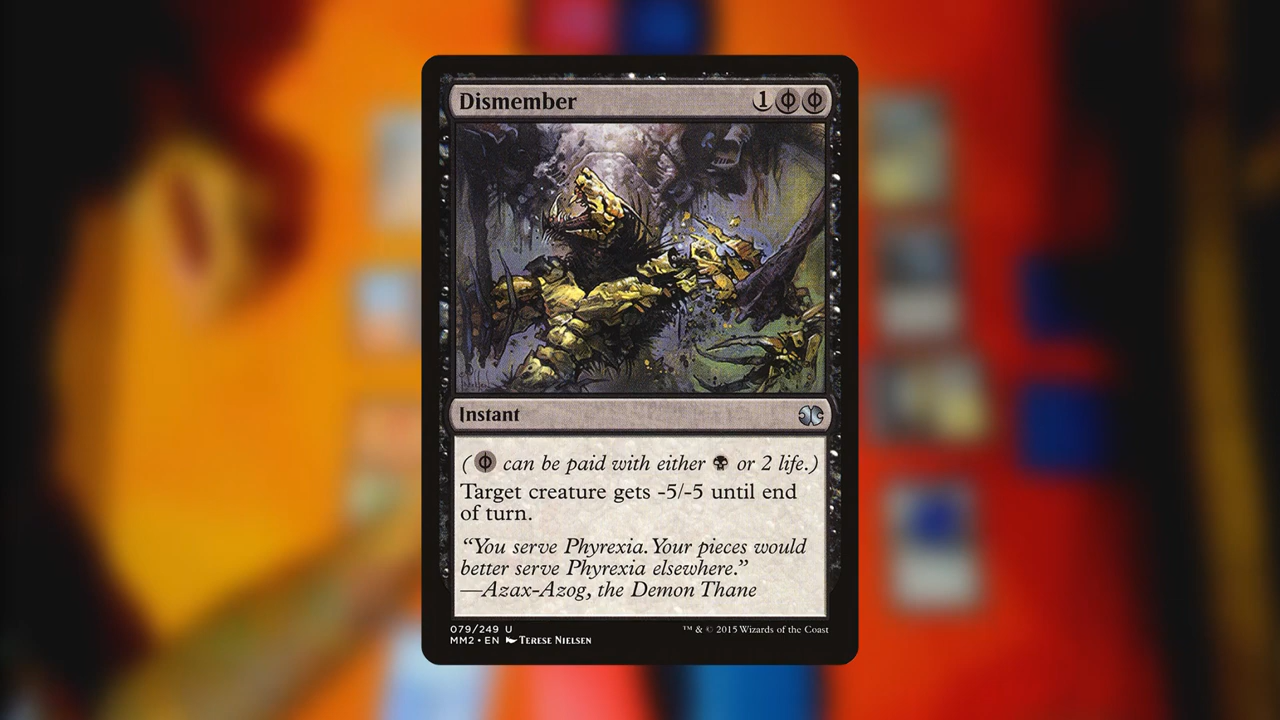 Dismember 1
Instant
( can be paid with either or 2 life.)
Target creature gets -5/-5 until end
of turn.
“You serve Phyrexia. Your pieces would
better serve Phyrexia elsewhere.”
—Azax-Azog, the Demon Thane
079/249 U ™ & © 2015 Wizards of the Coast
MM2 • EN TERESE NIELSEN